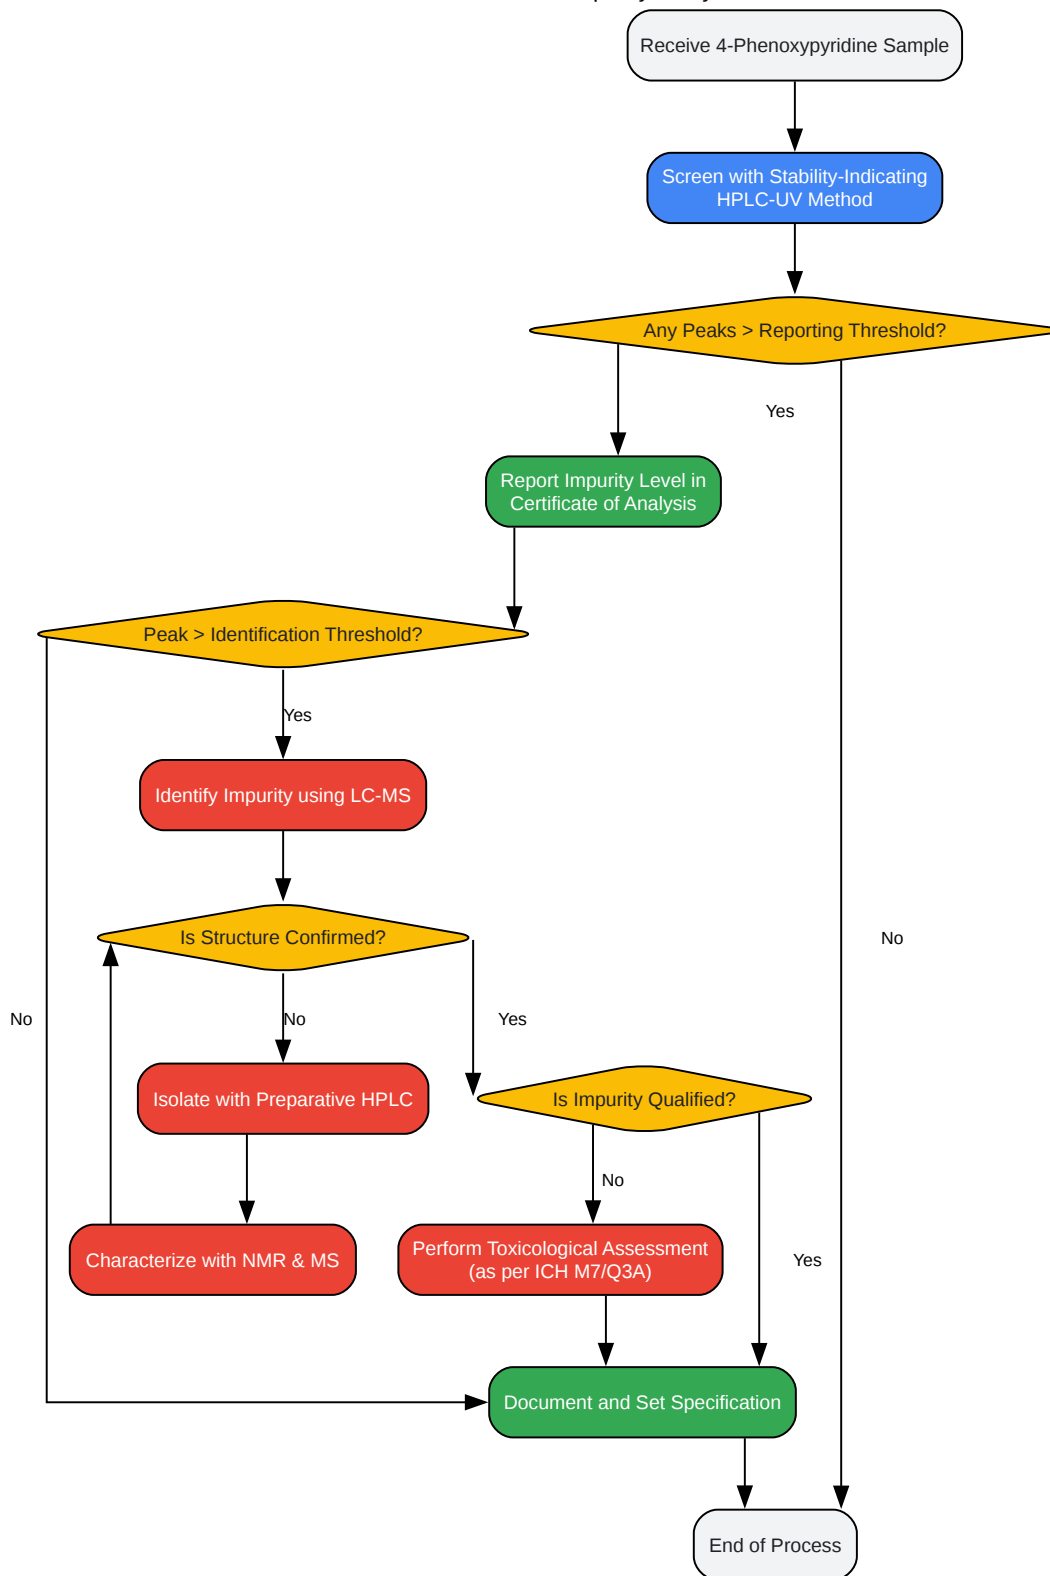 Receive 4-Phenoxypyridine Sample
Screen with Stability-Indicating
HPLC-UV Method
Any Peaks > Reporting Threshold?
Yes
Report Impurity Level in
Certificate of Analysis
Peak > Identification Threshold?
Yes
Identify Impurity using LC-MS
Is Structure Confirmed?
No
No
No
Yes
Isolate with Preparative HPLC
Is Impurity Qualified?
No
Characterize with NMR & MS
Perform Toxicological Assessment
(as per ICH M7/Q3A)
Yes
Document and Set Specification
End of Process